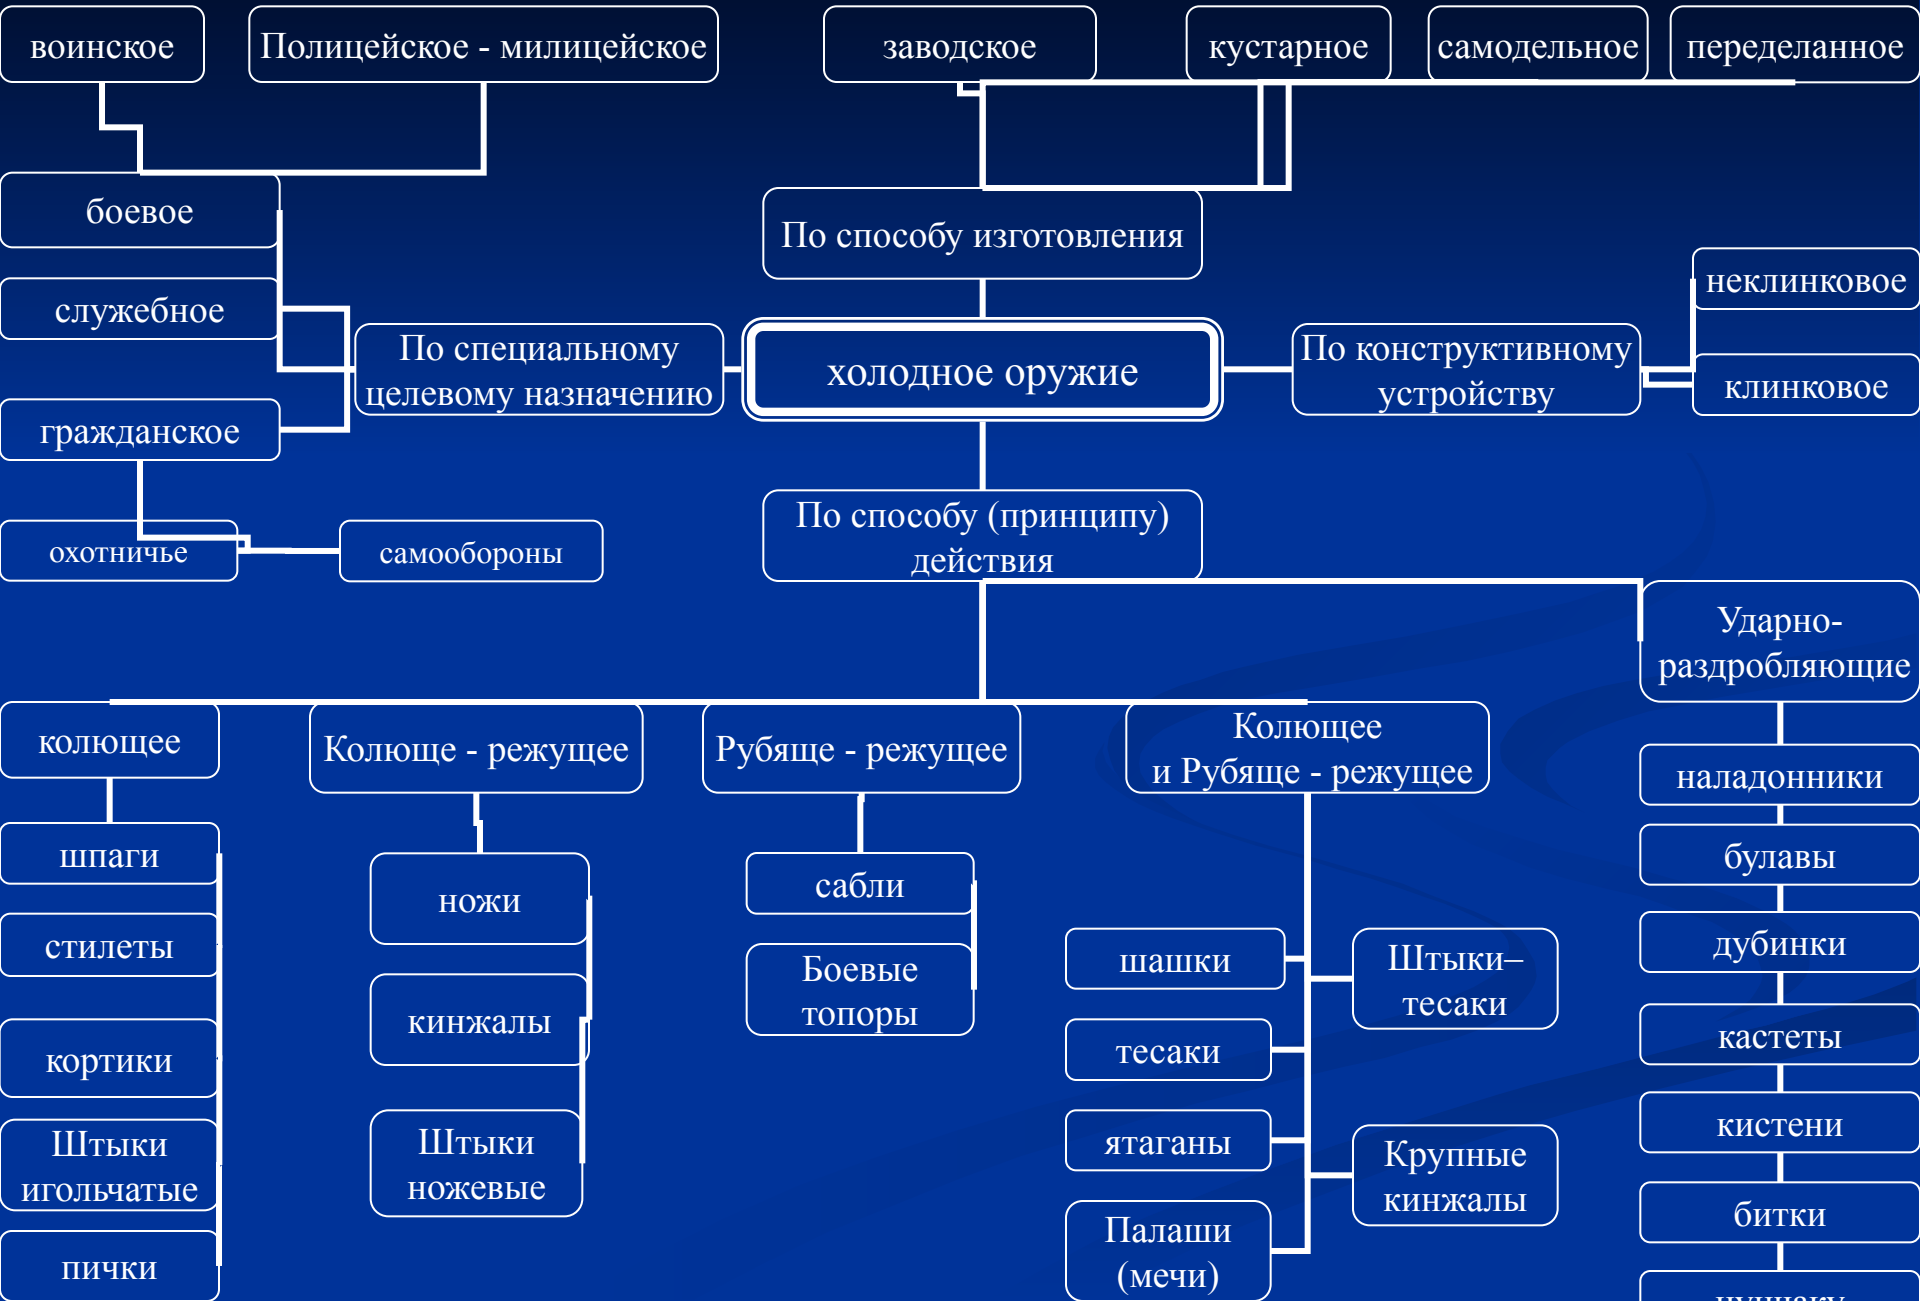 воинское
Полицейское - милицейское
заводское
кустарное
самодельное
переделанное
боевое
По способу изготовления
неклинковое
служебное
По специальному
целевому назначению
холодное оружие
По конструктивному
устройству
клинковое
гражданское
По способу (принципу)
действия
охотничье
самообороны
Ударно-
раздробляющие
колющее
Колюще - режущее
Рубяще - режущее
Колющее
и Рубяще - режущее
наладонники
шпаги
ножи
сабли
булавы
стилеты
Боевые
топоры
шашки
Штыки–
тесаки
дубинки
кортики
кинжалы
тесаки
кастеты
Штыки
игольчатые
Штыки
ножевые
ятаганы
Крупные
кинжалы
кистени
пички
Палаши
(мечи)
битки